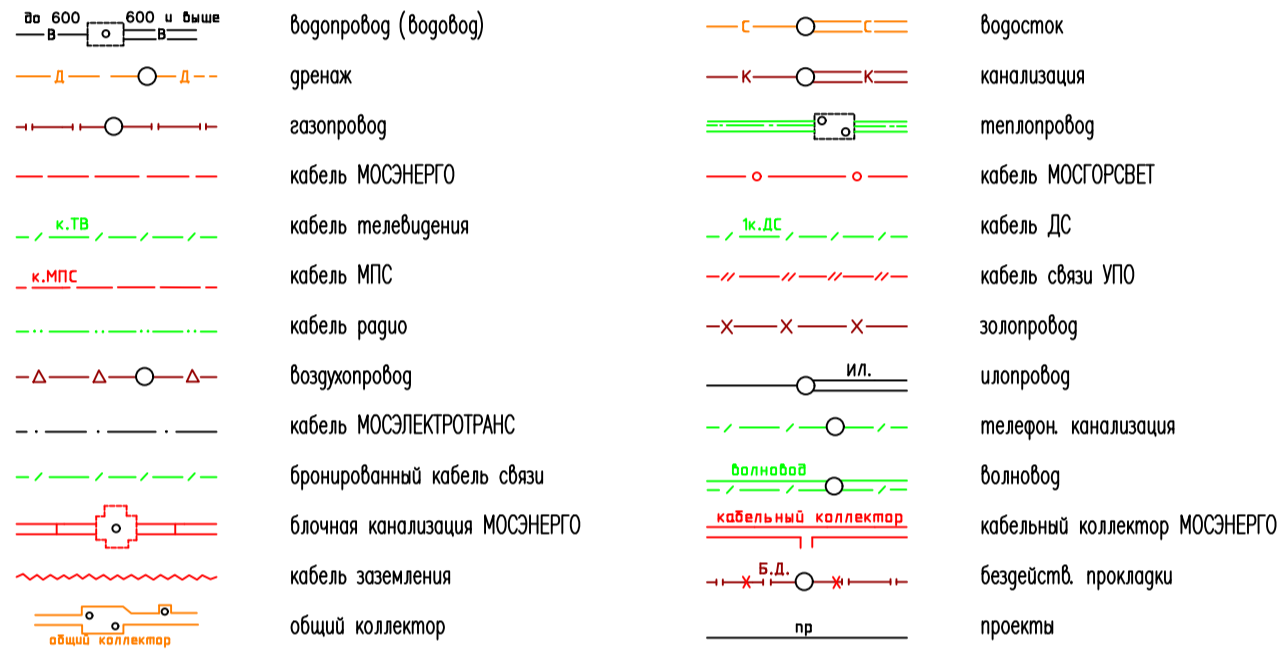 до 600 600 и выше
В В водопровод (водовод)
Д Д дренаж
газопровод
кабель МОСЭНЕРГО
к.ТВ кабель телевидения
к.МПС кабель МПС
кабель радио
воздухопровод
кабель МОСЭЛЕКТРОТРАНС
бронированный кабель связи
блочная канализация МОСЭНЕРГО
кабель заземления
общий коллектор общий коллектор
С С водосток
К К канализация
теплопровод
кабель МОСГОРСВЕТ
1к.ДС кабель ДС
кабель связи УПО
золопровод
ИЛ. илопровод
телефон. канализация
волновод волновод
кабельный коллектор кабельный коллектор МОСЭНЕРГО
Б.Д. бездейств. прокладки
пр проекты